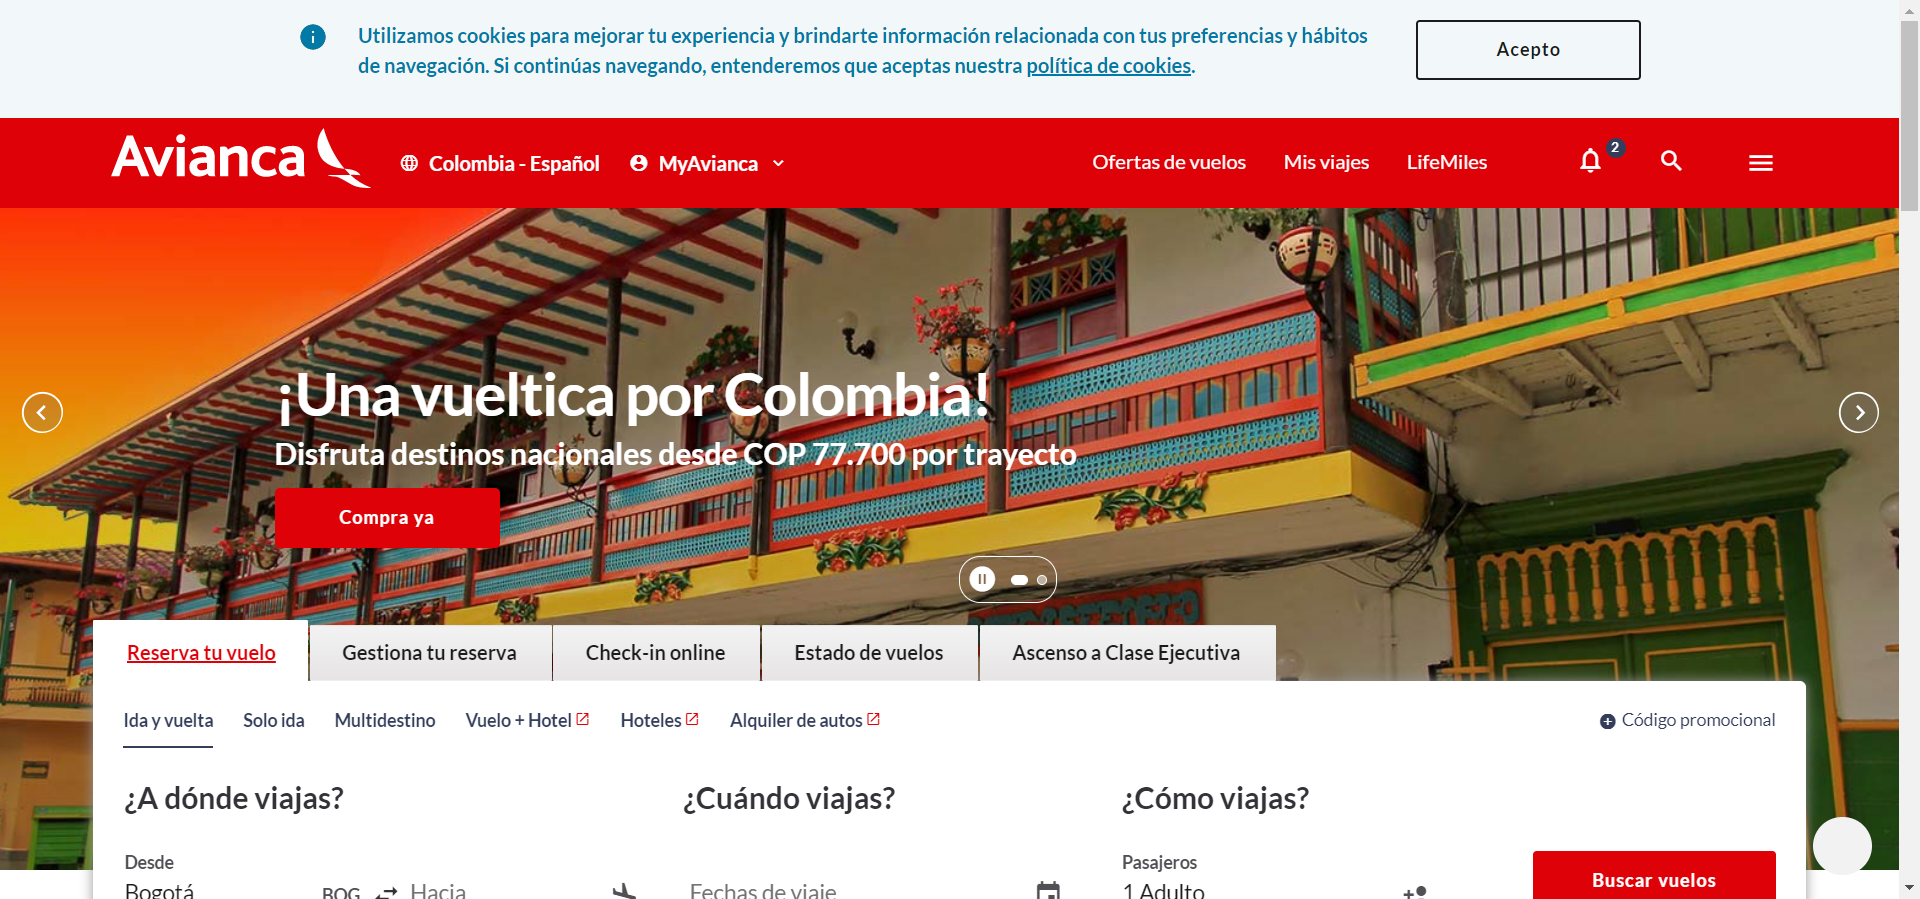 Utilizamos cookies para mejorar tu experiencia y brindarte información relacionada con tus preferencias y hábitos
de navegación. Si continúas navegando, entenderemos que aceptas nuestra política de cookies.
Acepto
Avianca
Colombia - Español
MyAvianca
Ofertas de vuelos
Mis viajes
LifeMiles
2
¡Una vueltica por Colombia!
Disfruta destinos nacionales desde COP 77.700 por trayecto
Compra ya
Reserva tu vuelo
Gestiona tu reserva
Check-in online
Estado de vuelos
Ascenso a Clase Ejecutiva
Ida y vuelta
Solo ida
Multidestino
Vuelo + Hotel
Hoteles
Alquiler de autos
Código promocional
¿A dónde viajas?
¿Cuándo viajas?
¿Cómo viajas?
Desde
Pasajeros
Bogotá
BOG
Hacia
Fechas de viaje
1 Adulto
Buscar vuelos